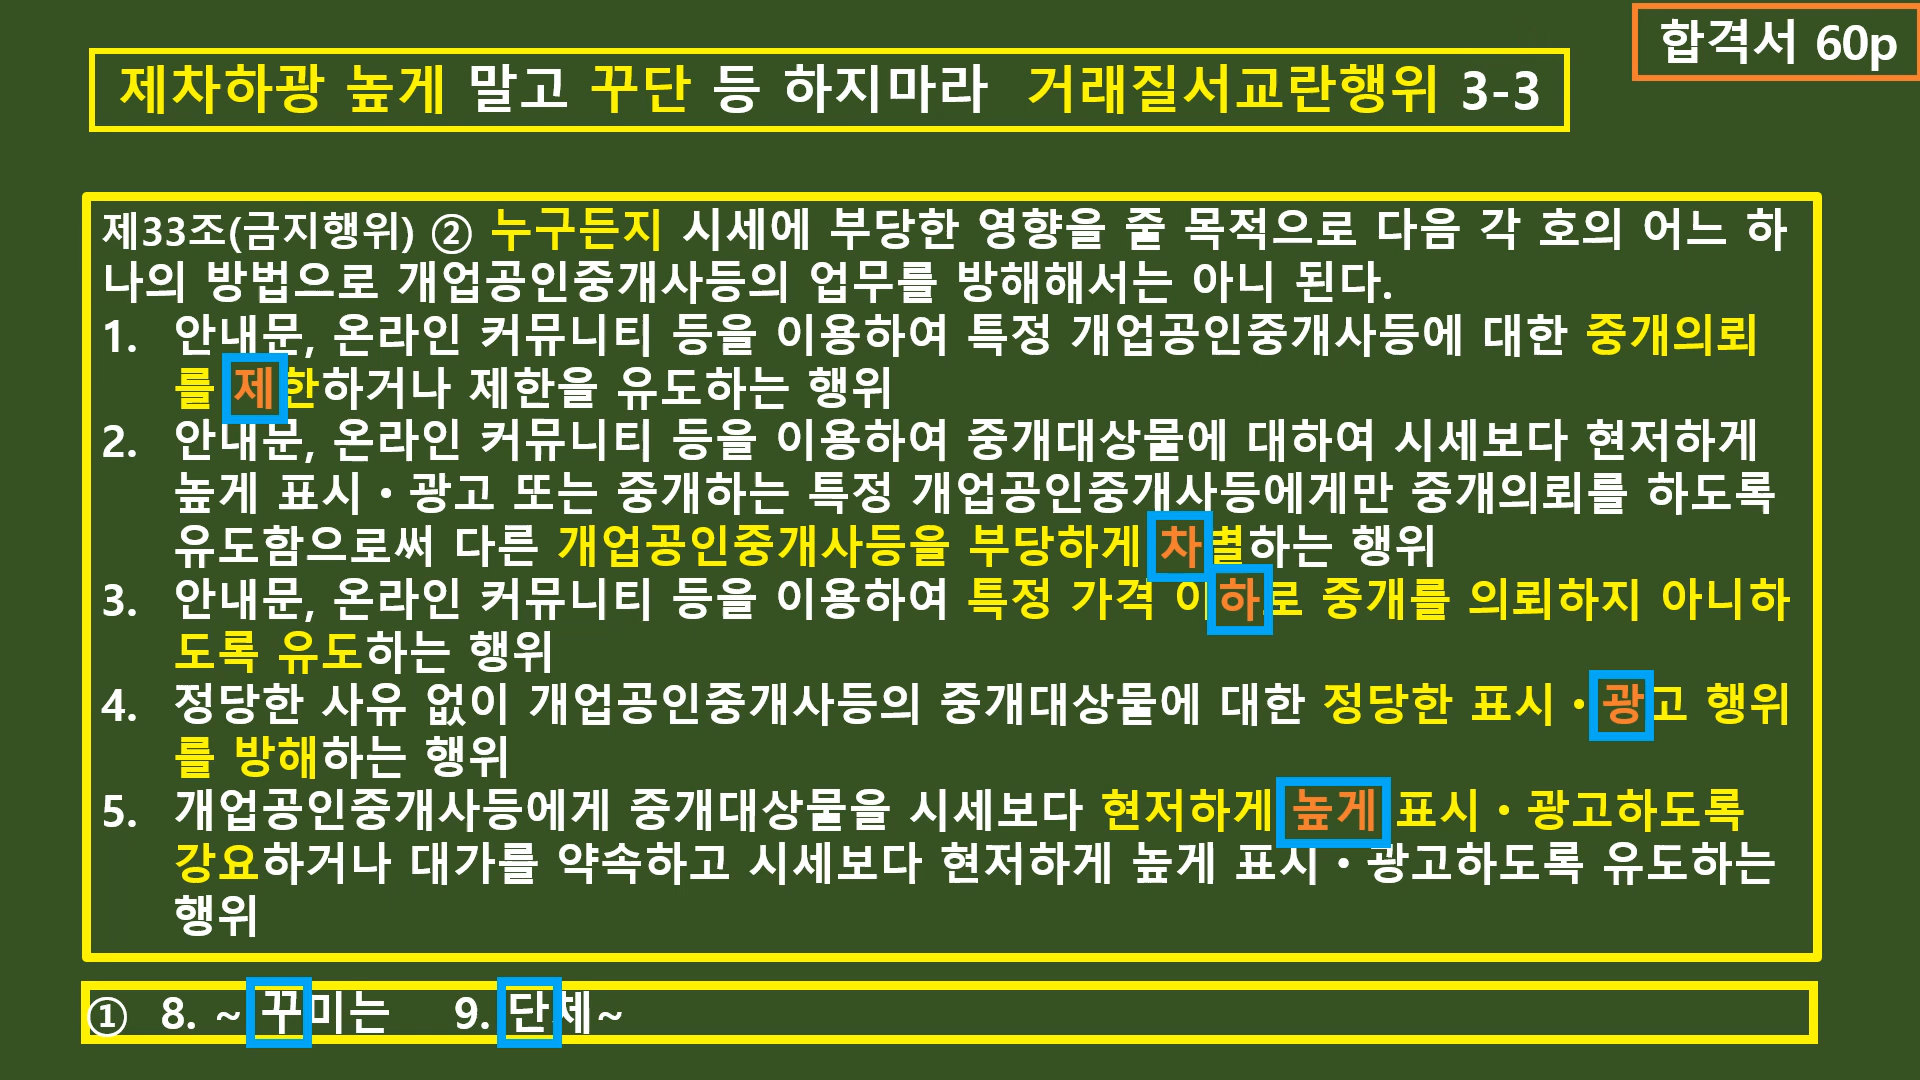 합격서 60p
제차하광 높게 말고 꾸단 등 하지마라 거래질서교란행위 3-3
제33조(금지행위) ② 누구든지 시세에 부당한 영향을 줄 목적으로 다음 각 호의 어느 하
나의 방법으로 개업공인중개사등의 업무를 방해해서는 아니 된다.
1. 안내문, 온라인 커뮤니티 등을 이용하여 특정 개업공인중개사등에 대한 중개의뢰
를 제한하거나 제한을 유도하는 행위
2. 안내문, 온라인 커뮤니티 등을 이용하여 중개대상물에 대하여 시세보다 현저하게
높게 표시·광고 또는 중개하는 특정 개업공인중개사등에게만 중개의뢰를 하도록
유도함으로써 다른 개업공인중개사등을 부당하게 차별하는 행위
3. 안내문, 온라인 커뮤니티 등을 이용하여 특정 가격 이하로 중개를 의뢰하지 아니하
도록 유도하는 행위
4. 정당한 사유 없이 개업공인중개사등의 중개대상물에 대한 정당한 표시·광고 행위
를 방해하는 행위
5. 개업공인중개사등에게 중개대상물을 시세보다 현저하게 높게 표시·광고하도록
강요하거나 대가를 약속하고 시세보다 현저하게 높게 표시·광고하도록 유도하는
행위
① 8. ~ 꾸미는 9. 단체~